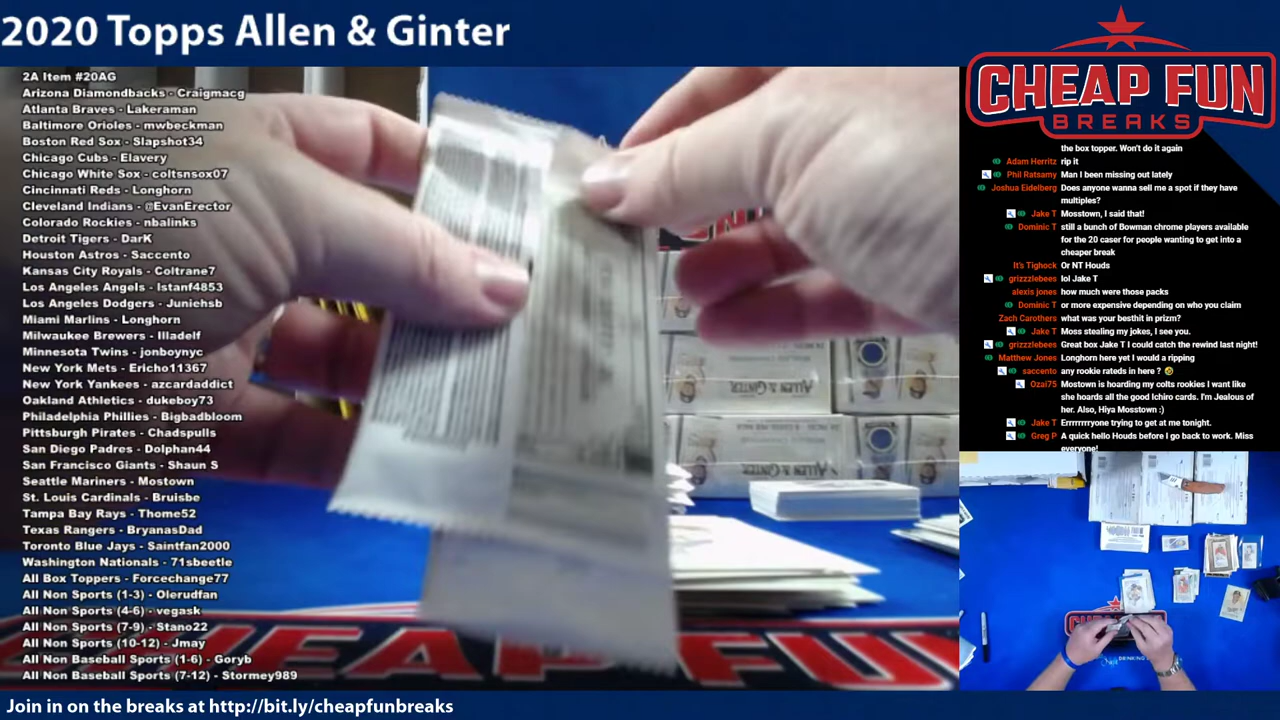 2020 Topps Allen & Ginter
2A Item #20AG
Arizona Diamondbacks - Craigmacg
Atlanta Braves - Lakeraman
Baltimore Orioles - mwbeckman
Boston Red Sox - Slapshot34
Chicago Cubs - Elavery
Chicago White Sox - coltsnsox07
Cincinnati Reds - Longhorn
Cleveland Indians - @EvanErector
Colorado Rockies - nbalinks
Detroit Tigers - DarK
Houston Astros - Saccento
Kansas City Royals - Coltrane7
Los Angeles Angels - Istanf4853
Los Angeles Dodgers - Juniehsb
Miami Marlins - Longhorn
Milwaukee Brewers - Illadelf
Minnesota Twins - jonboynyc
New York Mets - Ericho11367
New York Yankees - azcardaddict
Oakland Athletics - dukeboy73
Philadelphia Phillies - Bigbadbloom
Pittsburgh Pirates - Chadspulls
San Diego Padres - Dolphan44
San Francisco Giants - Shaun S
Seattle Mariners - Mostown
St. Louis Cardinals - Bruisbe
Tampa Bay Rays - Thome52
Texas Rangers - BryanasDad
Toronto Blue Jays - Saintfan2000
Washington Nationals - 71sbeetle
All Box Toppers - Forcechange77
All Non Sports (1-3) - Olerudfan
All Non Sports (4-6) - vegask
All Non Sports (7-9) - Stano22
All Non Sports (10-12) - Jmay
All Non Baseball Sports (1-6) - Goryb
All Non Baseball Sports (7-12) - Stormey989
ALLEN & GINTER
ALLEN & GINTER
CHEAP FUN
Join in on the breaks at http://bit.ly/cheapfunbreaks
CHEAP FUN
BREAKS
the box topper. Won't do it again
Adam Herritz rip it
Phil Ratsamy Man I been missing out lately
Joshua Eidelberg Does anyone wanna sell me a spot if they have
multiples?
Jake T Mosstown, I said that!
Dominic T still a bunch of Bowman chrome players available
for the 20 caser for people wanting to get into a
cheaper break
It's Tighock Or NT Houds
grizzzlebees lol Jake T
alexis jones how much were those packs
Dominic T or more expensive depending on who you claim
Zach Carothers what was your besthit in prizm?
Jake T Moss stealing my jokes, I see you.
grizzzlebees Great box Jake T I could catch the rewind last night!
Matthew Jones Longhorn here yet I would a ripping
saccento any rookie rateds in here ? 🤣
Ozai75 Mostown is hoarding my colts rookies I want like
she hoards all the good Ichiro cards. I'm Jealous of
her. Also, Hiya Mosstown :)
Jake T Errrrrrryone trying to get at me tonight.
Greg P A quick hello Houds before I go back to work. Miss
everyone!
CHEAP FUN